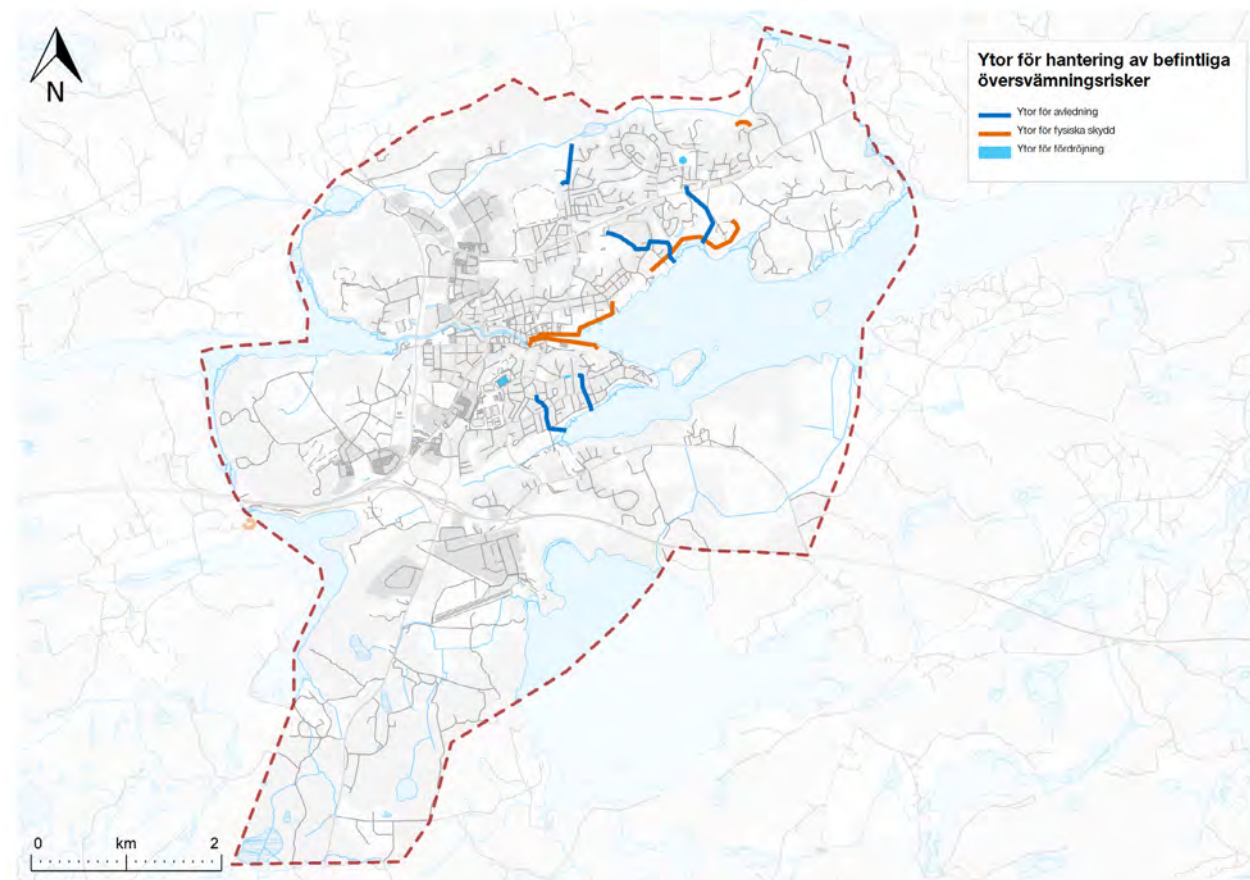 N
Ytor för hantering av befintliga
översvämningsrisker
Ytor för avledning
Ytor för fysiska skydd
Ytor för fördröjning
0 km 2